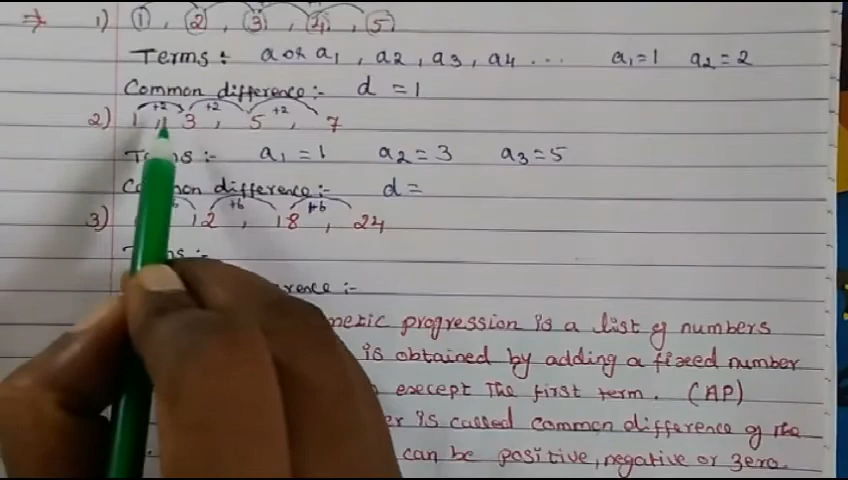 ⇒ 1) 1, 2, 3, 4, 5
Terms : a or a1, a2, a3, a4 ... a1=1 a2=2
Common difference :- d = 1
+2 +2 +2
2) 1, 3, 5, 7
:- a1 = 1 a2 = 3 a3 = 5
difference :- d =
+6 +6
3) 12, 18, 24
:-
:-
progression is a list of numbers
is obtained by adding a fixed number
execept the first term. (AP)
is called common difference of the
can be positive, negative or zero.